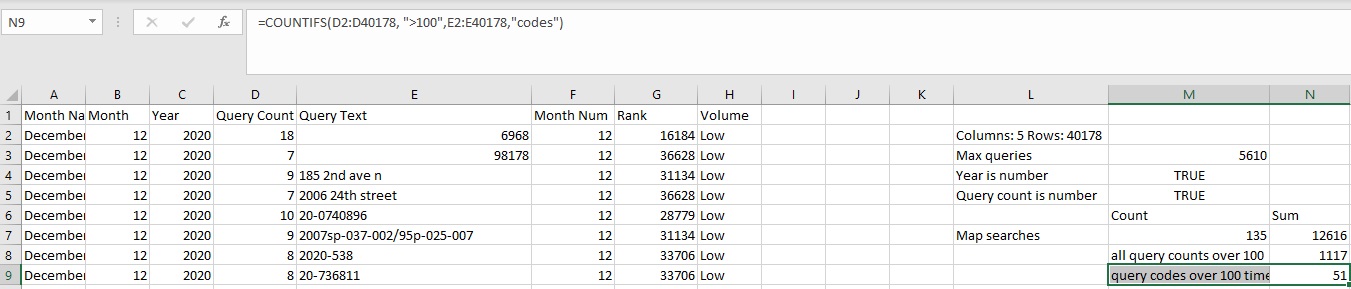 N9 fx =COUNTIFS(D2:D40178, ">100",E2:E40178,"codes")
A B C D E F G H I J K L M N
1 Month Na Month Year Query Count Query Text Month Num Rank Volume
2 December 12 2020 18 6968 12 16184 Low Columns: 5 Rows: 40178
3 December 12 2020 7 98178 12 36628 Low Max queries 5610
4 December 12 2020 9 185 2nd ave n 12 31134 Low Year is number TRUE
5 December 12 2020 7 2006 24th street 12 36628 Low Query count is number TRUE
6 December 12 2020 10 20-0740896 12 28779 Low Count Sum
7 December 12 2020 9 2007sp-037-002/95p-025-007 12 31134 Low Map searches 135 12616
8 December 12 2020 8 2020-538 12 33706 Low all query counts over 100 1117
9 December 12 2020 8 20-736811 12 33706 Low query codes over 100 time 51